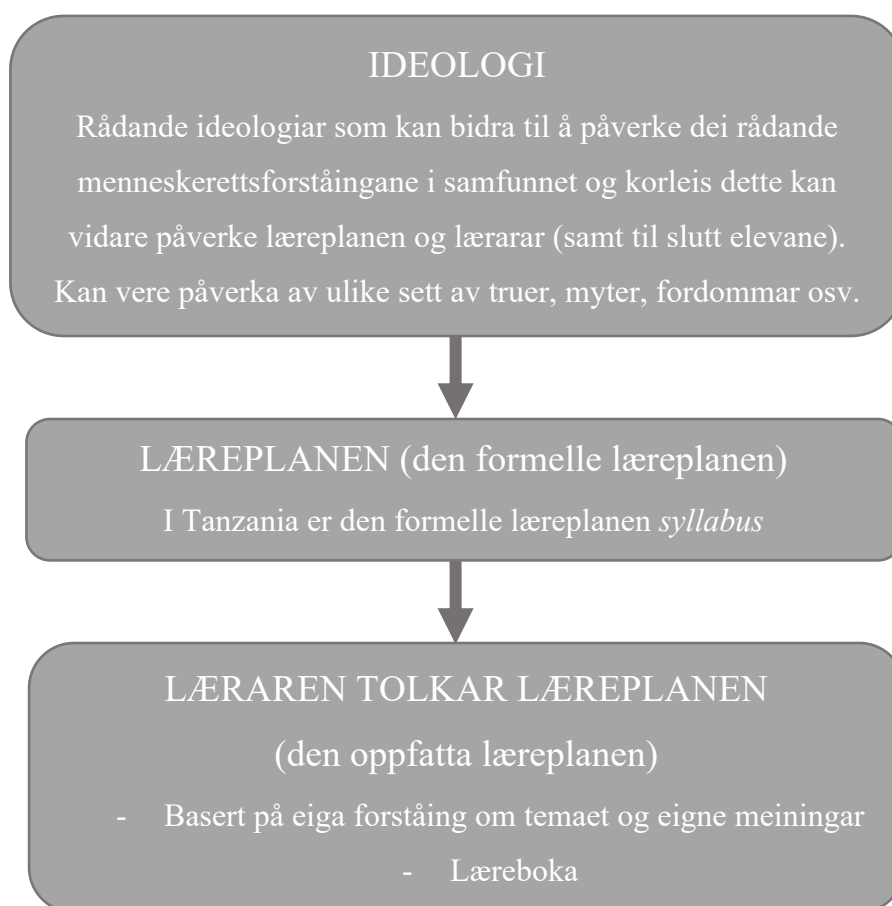 IDEOLOGI
Rådande ideologiar som kan bidra til å påverke dei rådande
menneskerettsforståingane i samfunnet og korleis dette kan
vidare påverke læreplanen og lærarar (samt til slutt elevane).
Kan vere påverka av ulike sett av truer, myter, fordommar osv.
LÆREPLANEN (den formelle læreplanen)
I Tanzania er den formelle læreplanen syllabus
LÆRAREN TOLKAR LÆREPLANEN
(den oppfatta læreplanen)
- Basert på eiga forståing om temaet og eigne meiningar
- Læreboka